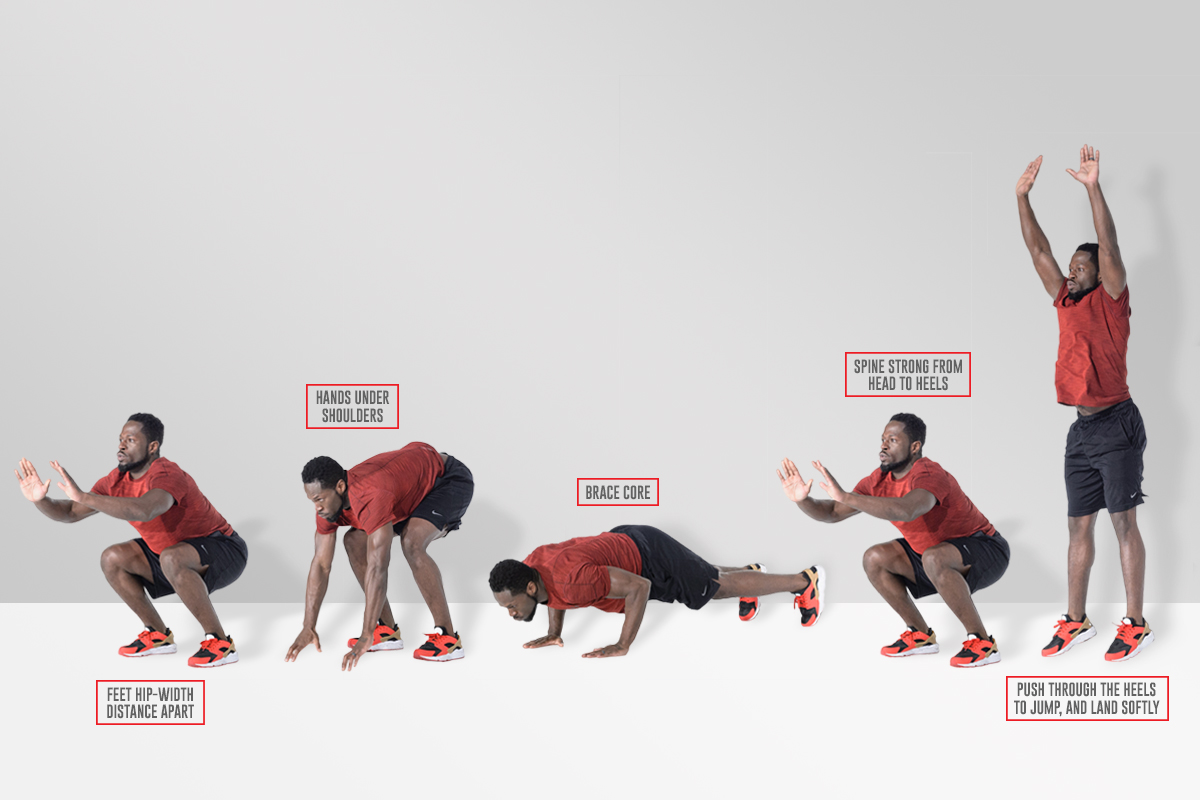 FEET HIP-WIDTH
DISTANCE APART
HANDS UNDER
SHOULDERS
BRACE CORE
SPINE STRONG FROM
HEAD TO HEELS
PUSH THROUGH THE HEELS
TO JUMP, AND LAND SOFTLY